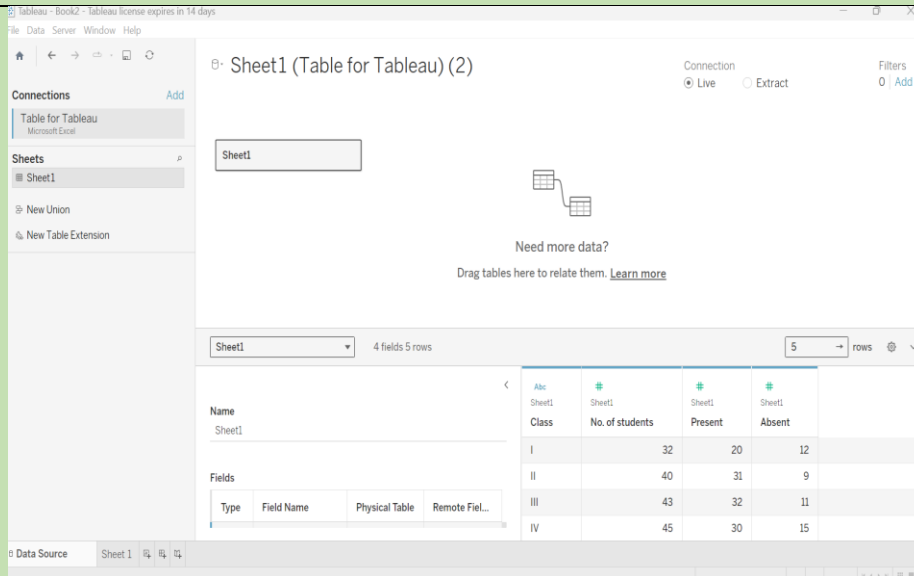 Tableau - Book2 - Tableau license expires in 14 days
File Data Server Window Help
Connections Add
Table for Tableau
Microsoft Excel
Sheets
Sheet1
New Union
New Table Extension
Sheet1 (Table for Tableau) (2)
Connection
Live Extract
Filters
0 Add
Sheet1
Need more data?
Drag tables here to relate them. Learn more
Sheet1 4 fields 5 rows 5 → rows
Name
Sheet1
Fields
Type Field Name Physical Table Remote Fiel...
Abc # # #
Sheet1 Sheet1 Sheet1 Sheet1
Class No. of students Present Absent
I 32 20 12
II 40 31 9
III 43 32 11
IV 45 30 15
Data Source Sheet 1